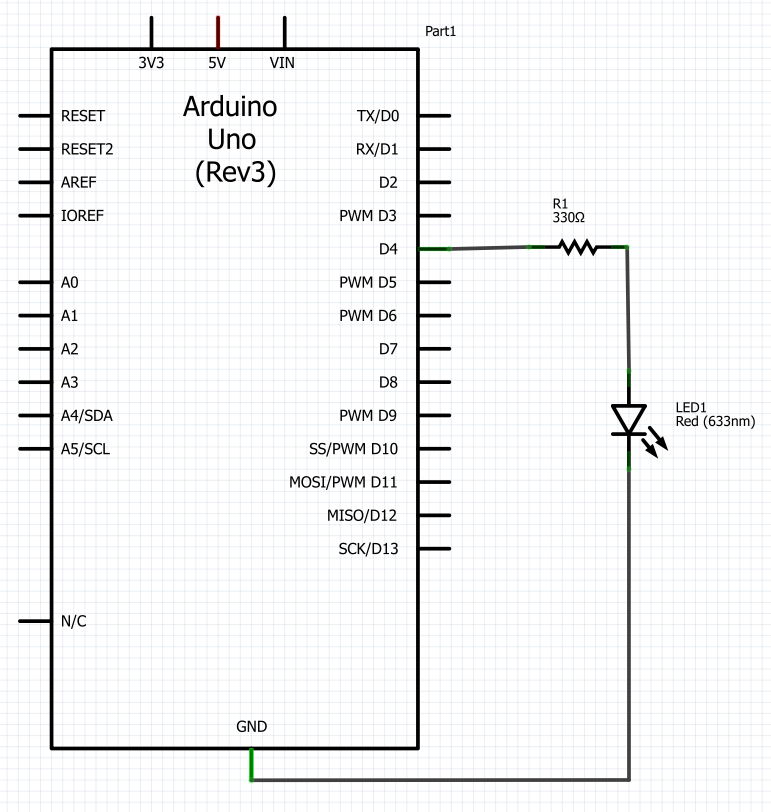 Part1
3V3 5V VIN
Arduino
Uno
(Rev3)
RESET
RESET2
AREF
IOREF
A0
A1
A2
A3
A4/SDA
A5/SCL
N/C
TX/D0
RX/D1
D2
PWM D3
D4
PWM D5
PWM D6
D7
D8
PWM D9
SS/PWM D10
MOSI/PWM D11
MISO/D12
SCK/D13
GND
R1
330Ω
LED1
Red (633nm)